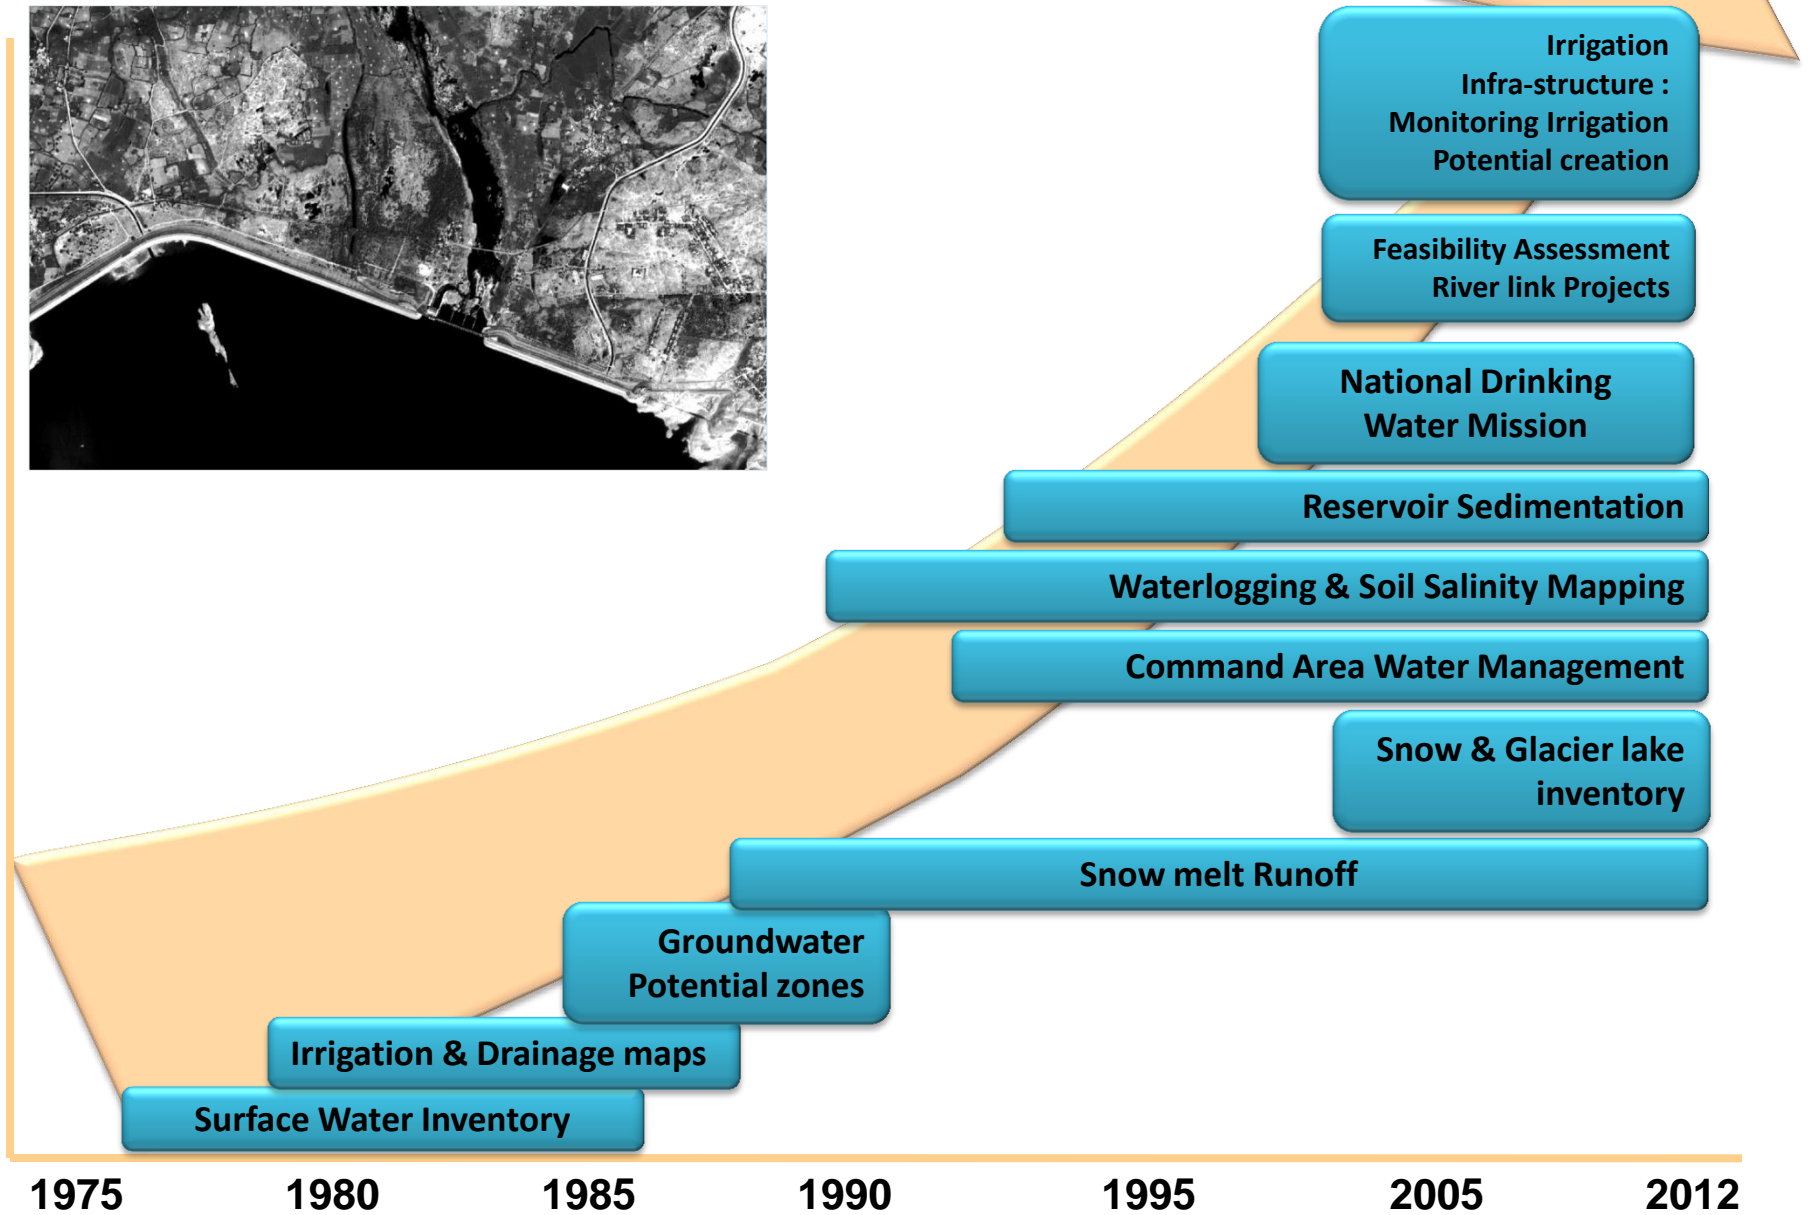 Irrigation
Infra-structure :
Monitoring Irrigation
Potential creation
Feasibility Assessment
River link Projects
National Drinking
Water Mission
Reservoir Sedimentation
Waterlogging & Soil Salinity Mapping
Command Area Water Management
Snow & Glacier lake
inventory
Snow melt Runoff
Groundwater
Potential zones
Irrigation & Drainage maps
Surface Water Inventory
1975 1980 1985 1990 1995 2005 2012